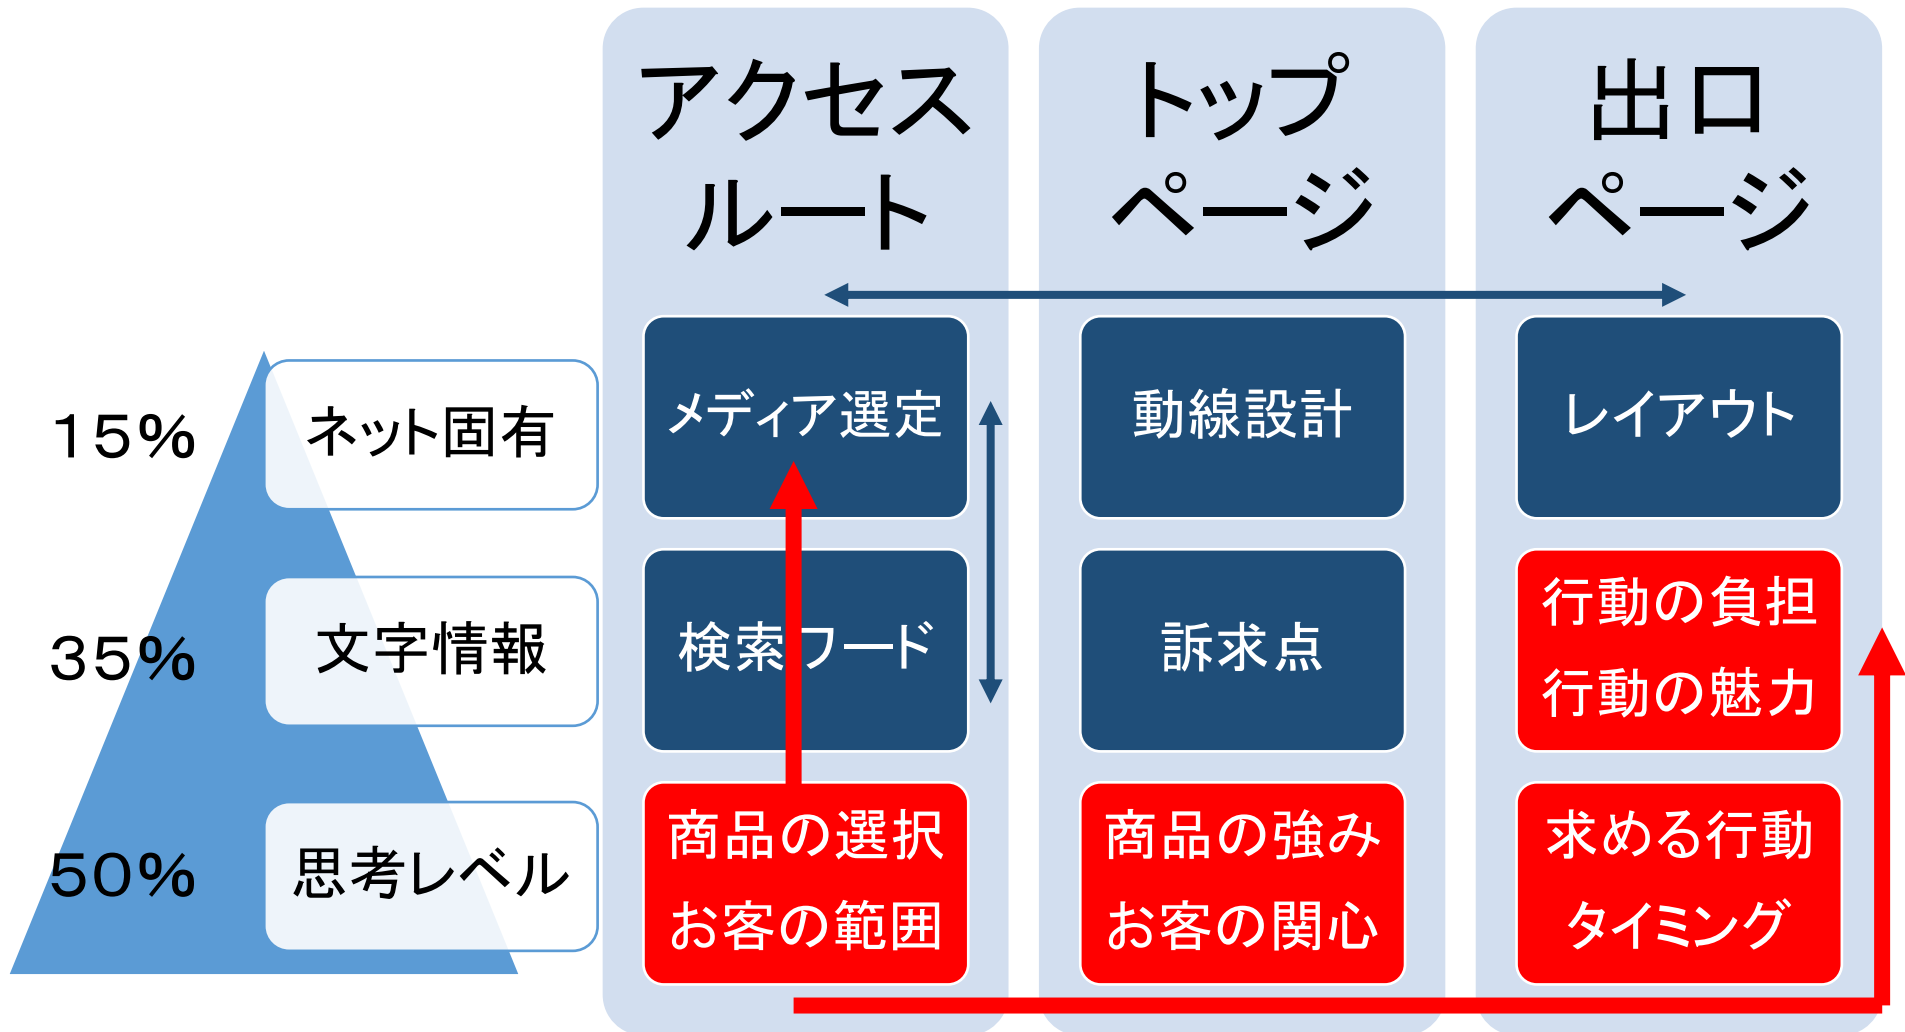 アクセス
ルート
トップ
ページ
出口
ページ
15%
ネット固有
メディア選定
動線設計
レイアウト
35%
文字情報
検索ワード
訴求点
行動の負担
行動の魅力
50%
思考レベル
商品の選択
お客の範囲
商品の強み
お客の関心
求める行動
タイミング